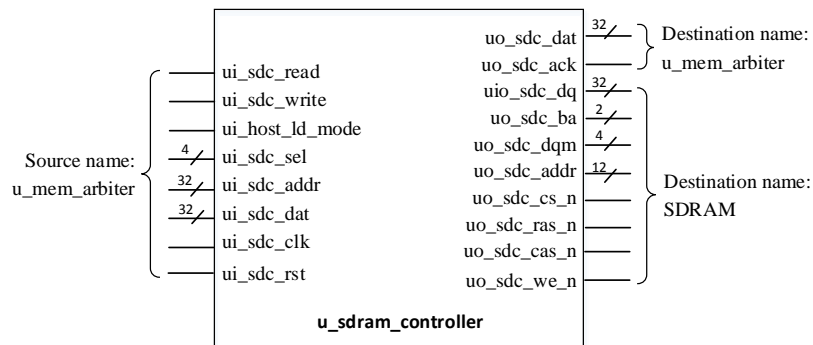 Source name:
u_mem_arbiter
ui_sdc_read
ui_sdc_write
ui_host_ld_mode
4
ui_sdc_sel
32
ui_sdc_addr
32
ui_sdc_dat
ui_sdc_clk
ui_sdc_rst
uo_sdc_dat
32
uo_sdc_ack
uio_sdc_dq
32
uo_sdc_ba
2
uo_sdc_dqm
4
uo_sdc_addr
12
uo_sdc_cs_n
uo_sdc_ras_n
uo_sdc_cas_n
uo_sdc_we_n
Destination name:
u_mem_arbiter
Destination name:
SDRAM
u_sdram_controller